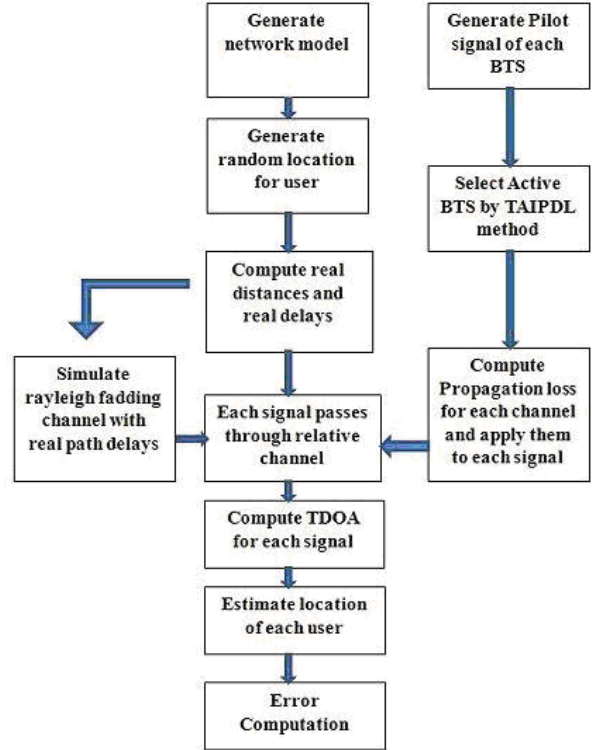 Generate
network model
Generate Pilot
signal of each
BTS
Generate
random location
for user
Select Active
BTS by TAIPDL
method
Compute real
distances and
real delays
Simulate
rayleigh fadding
channel with
real path delays
Each signal passes
through relative
channel
Compute
Propagation loss
for each channel
and apply them
to each signal
Compute TDOA
for each signal
Estimate location
of each user
Error
Computation